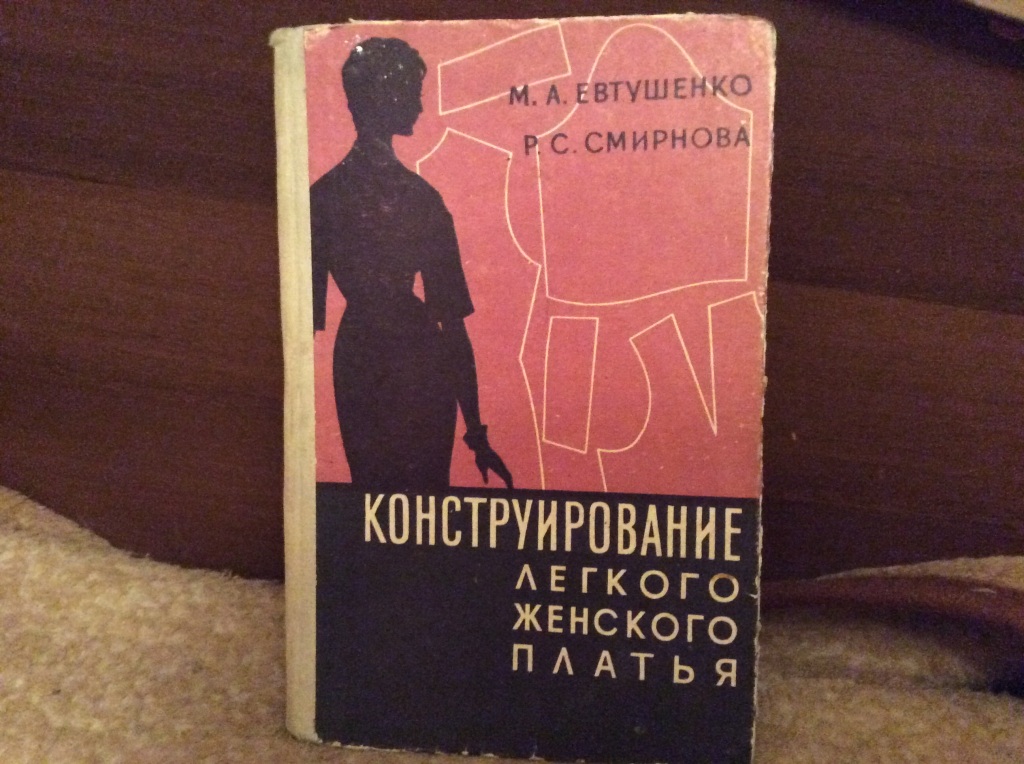 М. А. ЕВТУШЕНКО
Р. С. СМИРНОВА
КОНСТРУИРОВАНИЕ
ЛЕГКОГО
ЖЕНСКОГО
ПЛАТЬЯ